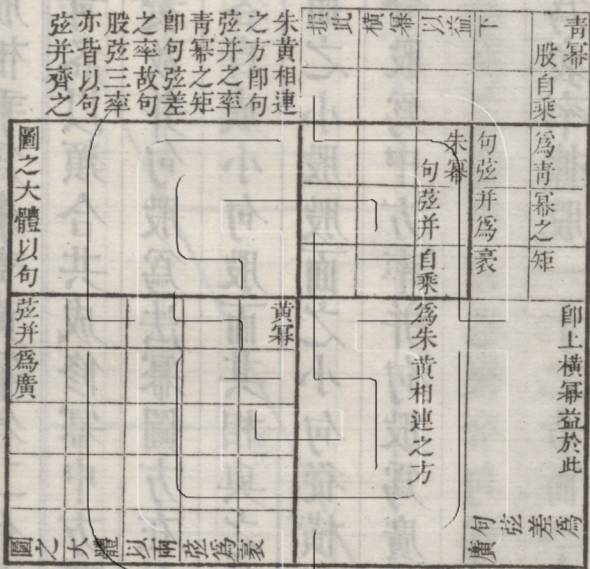 青冪
股自乘
為青冪之矩
句弦并為袤
卽上橫冪益於此
句弦差為廣
損此橫冪以益下
朱冪
句弦并自乘為朱黃相連之方
黃冪
朱黃相連
之方卽句
弦并之率
青冪之矩
卽句弦差
之率故句
股弦三率
亦皆以句
弦并齊之
圖之大體以句
弦并為廣
圖之大體以兩弦為袤